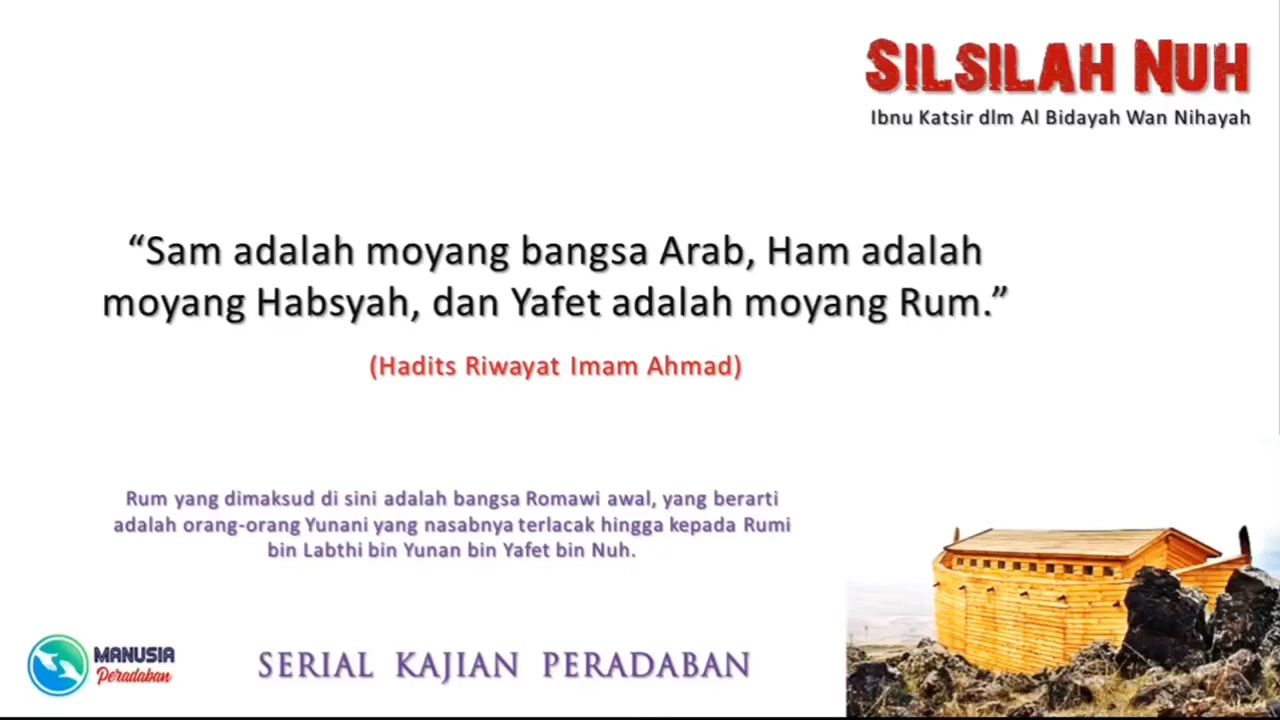 SILSILAH NUH
Ibnu Katsir dlm Al Bidayah Wan Nihayah
“Sam adalah moyang bangsa Arab, Ham adalah
moyang Habsyah, dan Yafet adalah moyang Rum.”
(Hadits Riwayat Imam Ahmad)
Rum yang dimaksud di sini adalah bangsa Romawi awal, yang berarti
adalah orang-orang Yunani yang nasabnya terlacak hingga kepada Rumi
bin Labthi bin Yunan bin Yafet bin Nuh.
MANUSIA
Peradaban
SERIAL KAJIAN PERADABAN